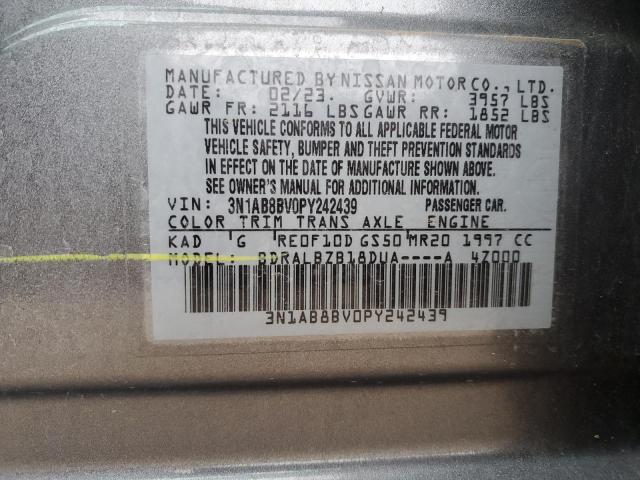 MANUFACTURED BY NISSAN MOTOR CO., LTD.
DATE: 02/23. GVWR: 3957 LBS
GAWR FR: 2116 LBS GAWR RR: 1852 LBS
THIS VEHICLE CONFORMS TO ALL APPLICABLE FEDERAL MOTOR
VEHICLE SAFETY, BUMPER AND THEFT PREVENTION STANDARDS
IN EFFECT ON THE DATE OF MANUFACTURE SHOWN ABOVE.
SEE OWNER'S MANUAL FOR ADDITIONAL INFORMATION.
VIN: 3N1AB8BV0PY242439 PASSENGER CAR.
COLOR TRIM TRANS AXLE ENGINE
KAD G RE0F10D GS50 MR20 1997 CC
MODEL: BDRALBZB18DUA----A 4Z000
3N1AB8BV0PY242439